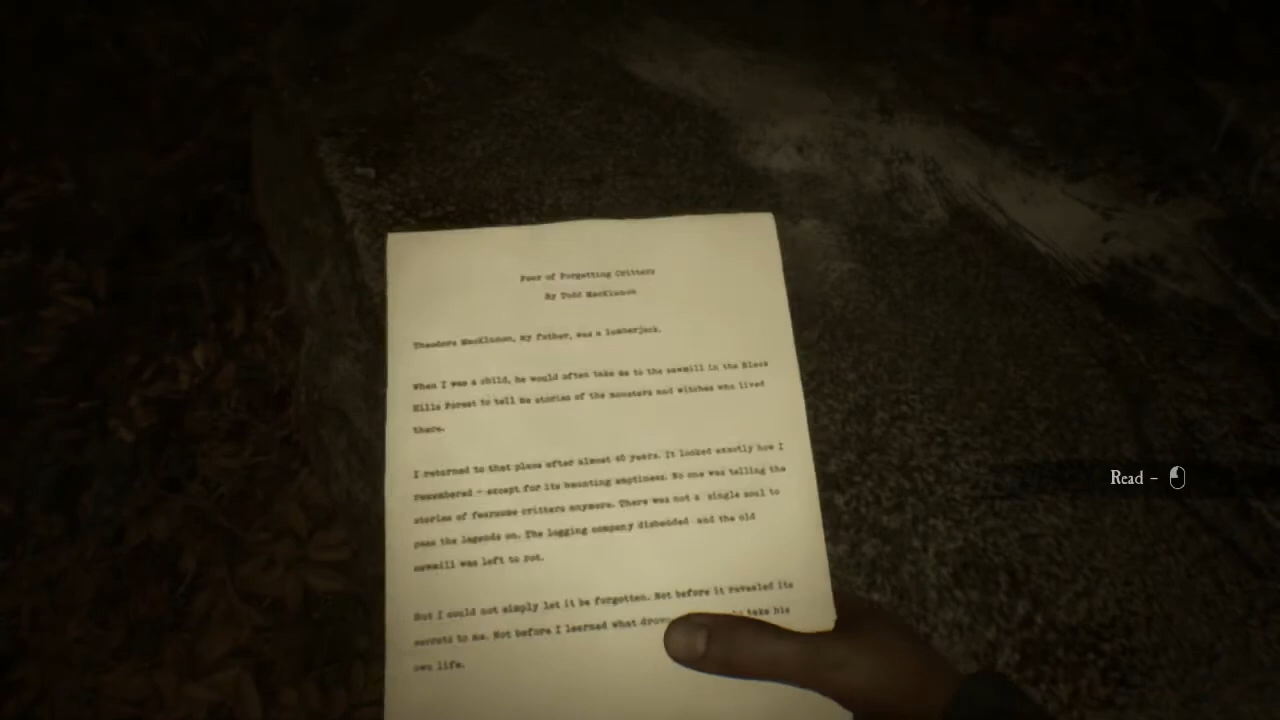 Fear of Forgetting Critters
By Todd MacKinnon
Theodore MacKinnon, my father, was a lumberjack.
When I was a child, he would often take me to the sawmill in the Black
Hills Forest to tell me stories of the monsters and witches who lived
there.
I returned to that place after almost 40 years. It looked exactly how I
remembered - except for its haunting emptiness. No one was telling the
stories of fearsome critters anymore. There was not a single soul to
pass the legends on. The logging company disbanded and the old
sawmill was left to rot.
But I could not simply let it be forgotten. Not before it revealed its
secrets to me. Not before I learned what drove to take his
own life.
Read -